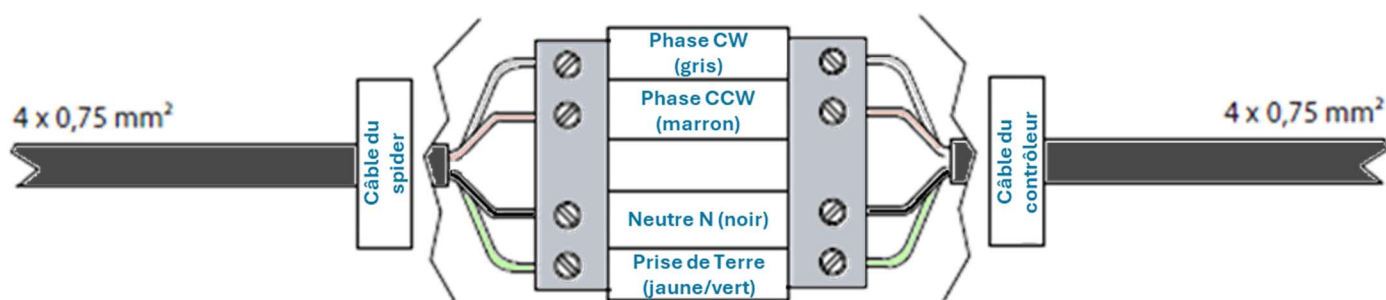 4 x 0,75 mm²
Câble du
spider
Phase CW
(gris)
Phase CCW
(marron)
Neutre N (noir)
Prise de Terre
(jaune/vert)
Câble du
contrôleur
4 x 0,75 mm²